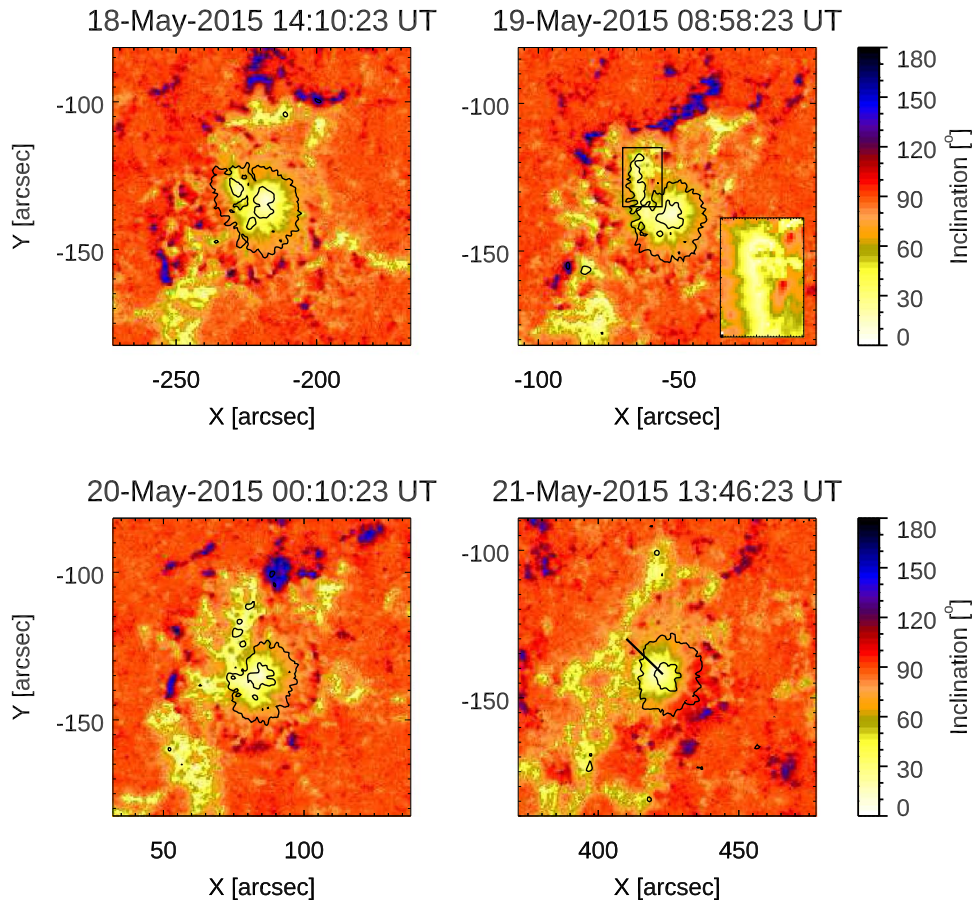 18-May-2015 14:10:23 UT
19-May-2015 08:58:23 UT
-100
-150
Y [arcsec]
-250 -200
X [arcsec]
-100
-150
-100 -50
X [arcsec]
180
150
120
90
60
30
0
Inclination [°]
20-May-2015 00:10:23 UT
21-May-2015 13:46:23 UT
-100
-150
Y [arcsec]
50 100
X [arcsec]
-100
-150
400 450
X [arcsec]
180
150
120
90
60
30
0
Inclination [°]